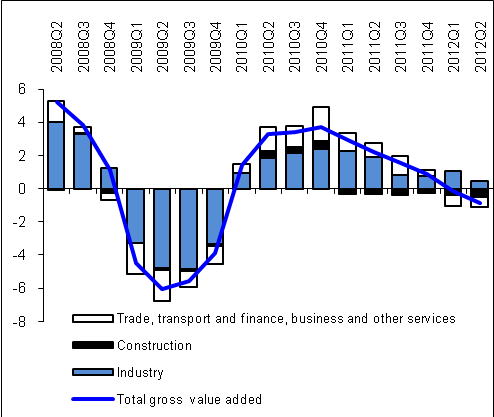 2008Q2 2008Q3 2008Q4 2009Q1 2009Q2 2009Q3 2009Q4 2010Q1 2010Q2 2010Q3 2010Q4 2011Q1 2011Q2 2011Q3 2011Q4 2012Q1 2012Q2
6
4
2
0
-2
-4
-6
-8
Trade, transport and finance, business and other services
Construction
Industry
Total gross value added